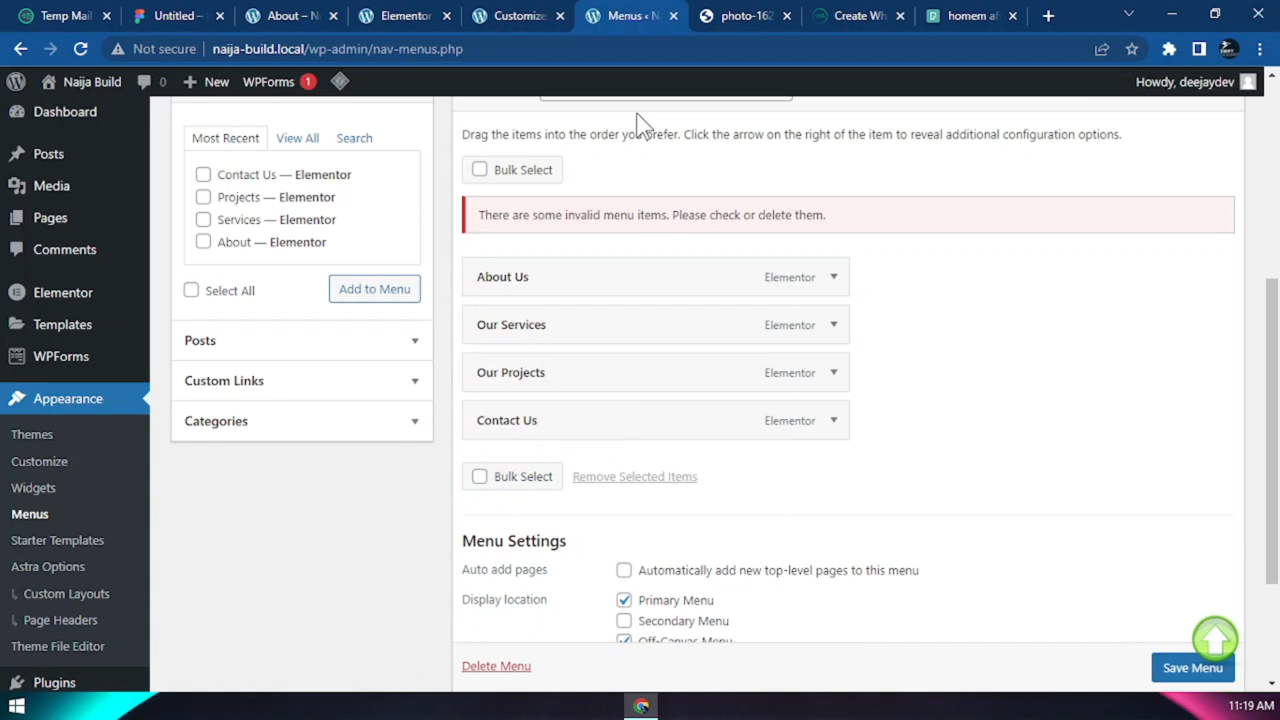 Temp Mail
Untitled –
About – N
Elementor
Customize
Menus ‹ N
photo-162
Create Wh
homem af
Not secure
naija-build.local/wp-admin/nav-menus.php
Naija Build
0
New
WPForms
1
Howdy, deejaydev
Dashboard
Posts
Media
Pages
Comments
Elementor
Templates
WPForms
Appearance
Themes
Customize
Widgets
Menus
Starter Templates
Astra Options
Custom Layouts
Page Headers
Theme File Editor
Plugins
Most Recent
View All
Search
Contact Us — Elementor
Projects — Elementor
Services — Elementor
About — Elementor
Select All
Add to Menu
Posts
Custom Links
Categories
Drag the items into the order you prefer. Click the arrow on the right of the item to reveal additional configuration options.
Bulk Select
There are some invalid menu items. Please check or delete them.
About Us
Elementor
Our Services
Elementor
Our Projects
Elementor
Contact Us
Elementor
Bulk Select
Remove Selected Items
Menu Settings
Auto add pages
Automatically add new top-level pages to this menu
Display location
Primary Menu
Secondary Menu
Off-Canvas Menu
Delete Menu
Save Menu
11:19 AM